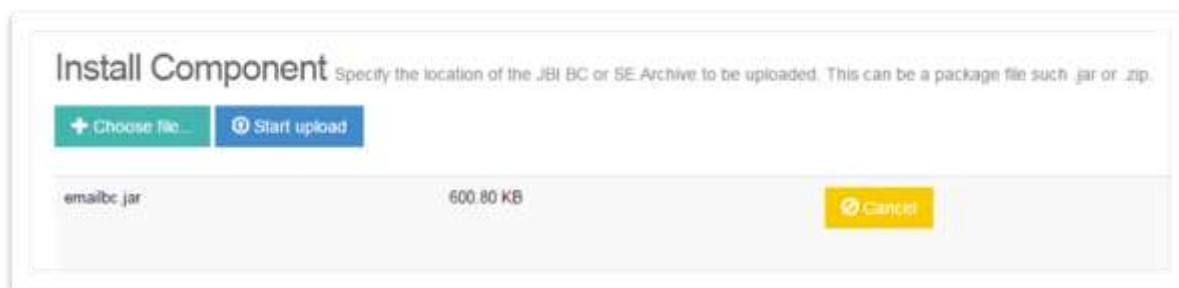 Install Component Specify the location of the JBI BC or SE Archive to be uploaded. This can be a package file such .jar or .zip.
Choose file... Start upload
emailbc.jar 600.80 KB Cancel